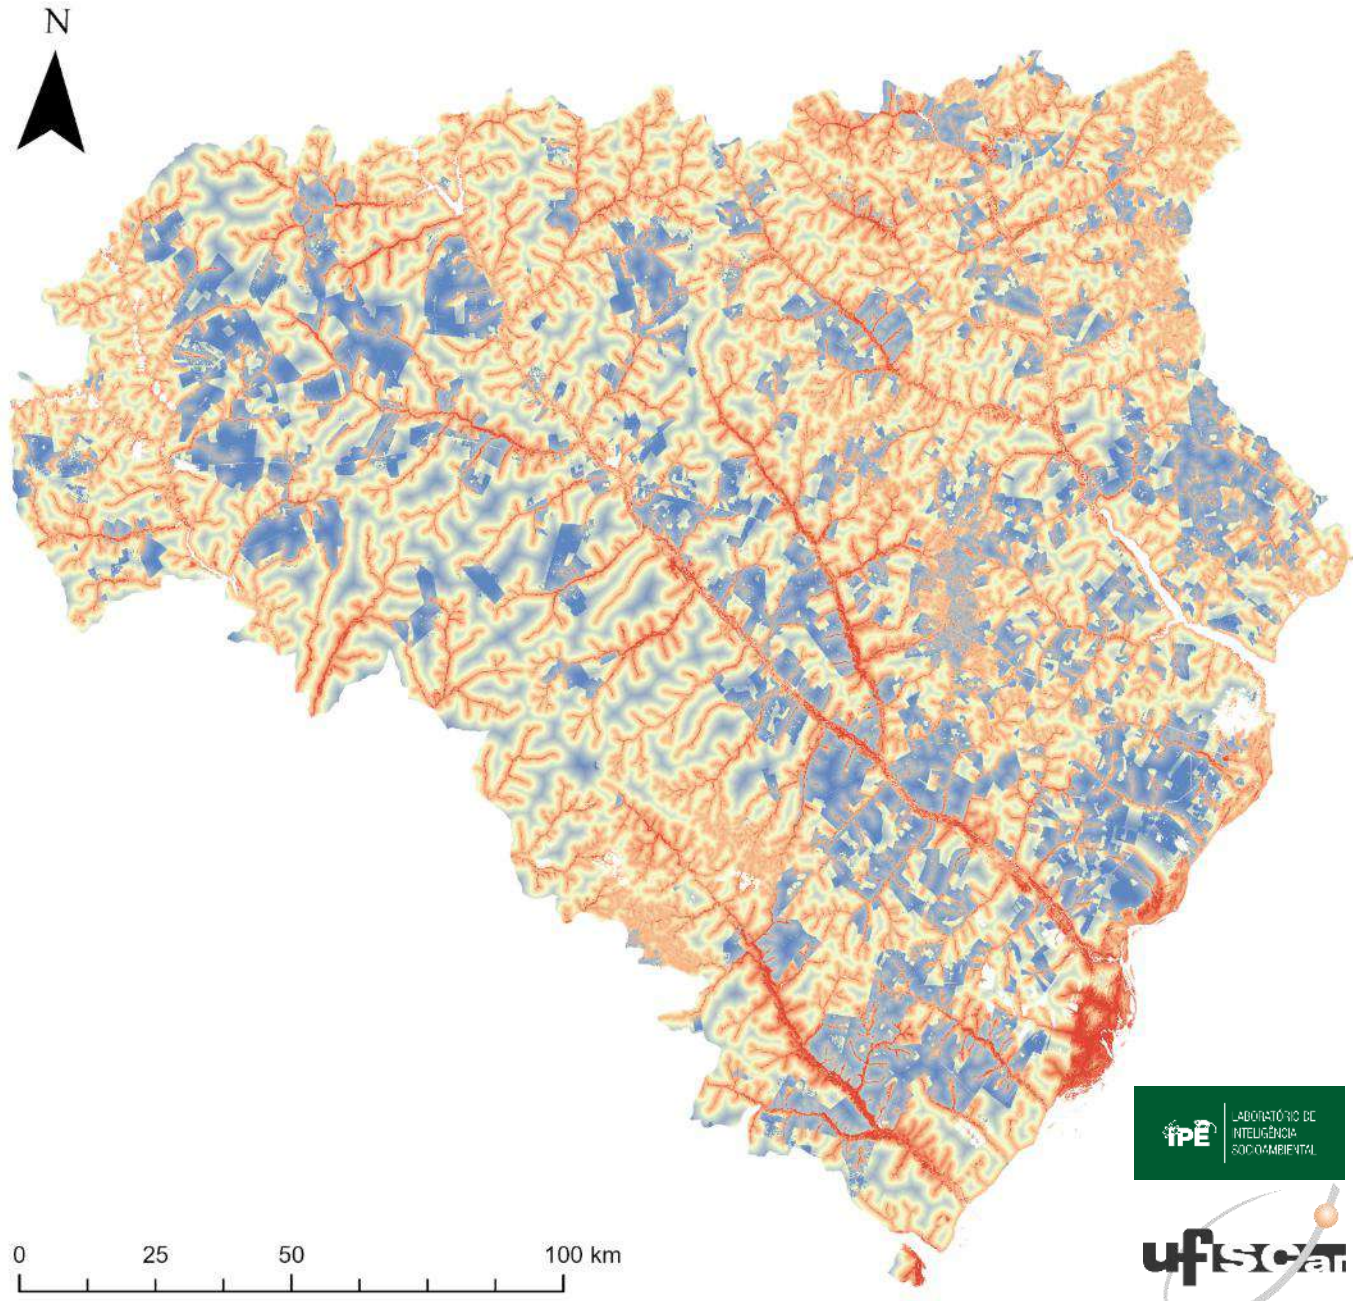 N
IPÊ
LABORATÓRIO DE
INTELIGÊNCIA
SOCIOAMBIENTAL
ufscar
0 25 50 100 km